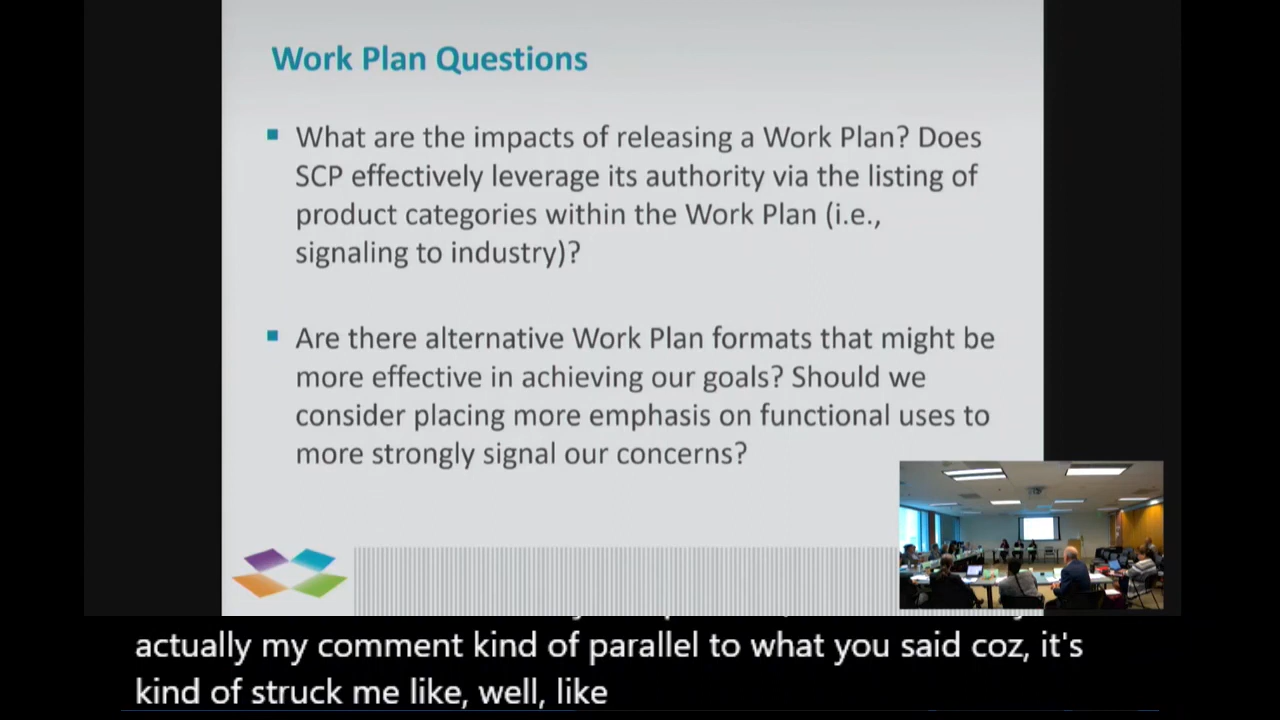 Work Plan Questions
What are the impacts of releasing a Work Plan? Does
SCP effectively leverage its authority via the listing of
product categories within the Work Plan (i.e.,
signaling to industry)?
Are there alternative Work Plan formats that might be
more effective in achieving our goals? Should we
consider placing more emphasis on functional uses to
more strongly signal our concerns?
actually my comment kind of parallel to what you said coz, it's
kind of struck me like, well, like